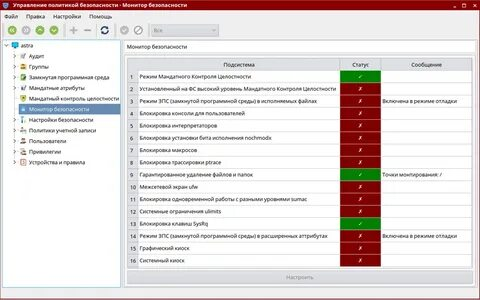 Управление политикой безопасности - Монитор безопасности
Файл Правка Настройки Помощь
Все
astra
Аудит
Группы
Замкнутая программная среда
Мандатные атрибуты
Мандатный контроль целостности
Монитор безопасности
Настройки безопасности
Политики учетной записи
Пользователи
Привилегии
Устройства и правила
Монитор безопасности
Подсистема Статус Сообщение
1 Режим Мандатного Контроля Целостности ✓
2 Установленный на ФС высокий уровень Мандатного Контроля Целостности ✗
3 Режим ЗПС (замкнутой программной среды) в исполняемых файлах ✗ Включена в режиме отладки
4 Блокировка консоли для пользователей ✗
5 Блокировка интерпретаторов ✗
6 Блокировка установки бита исполнения nochmodx ✗
7 Блокировка макросов ✗
8 Блокировка трассировки ptrace ✗
9 Гарантированное удаление файлов и папок ✓ Точки монтирования: /
10 Межсетевой экран ufw ✗
11 Блокировка одновременной работы с разными уровнями sumac ✗
12 Системные ограничения ulimits ✗
13 Блокировка клавиш SysRq ✓
14 Режим ЗПС (замкнутой программной среды) в расширенных аттрибутах ✗ Включена в режиме отладки
15 Графический киоск ✗
16 Системный киоск ✗
Настроить